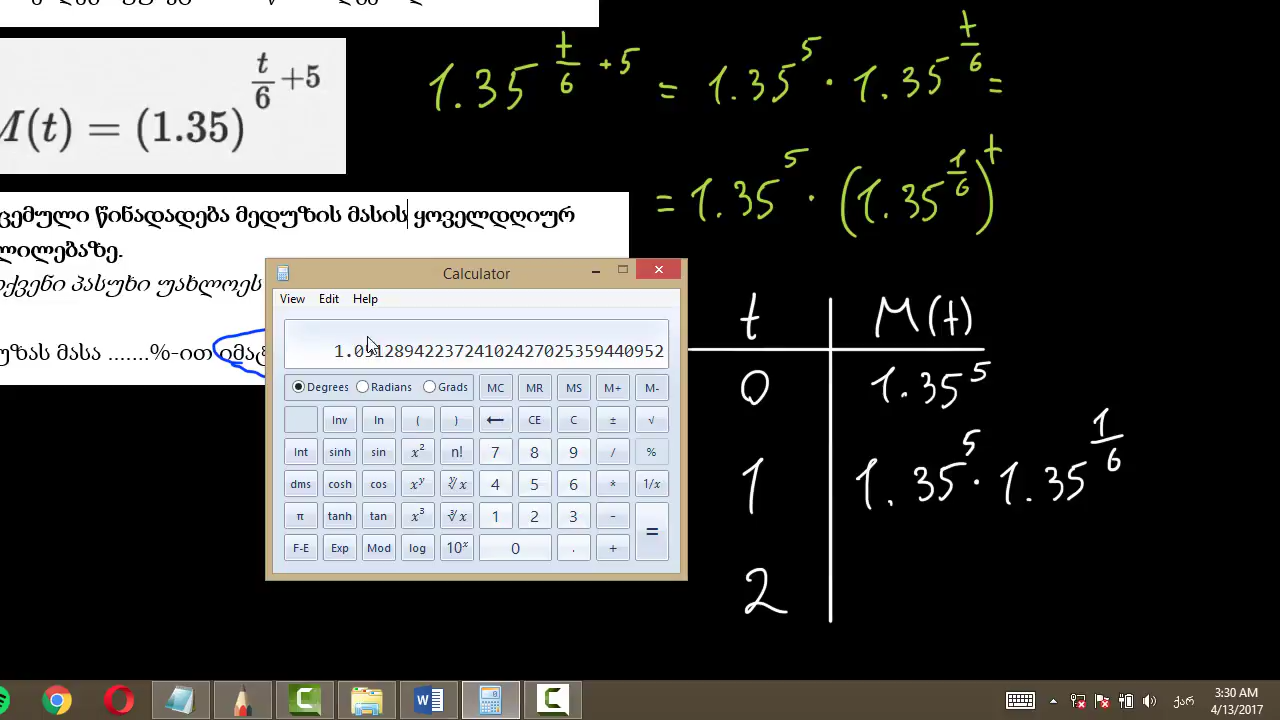 1.35^(t/6 + 5) = 1.35^5 · 1.35^(t/6) =
M(t) = (1.35)^(t/6 + 5)
= 1.35^5 · (1.35^(1/6))^t
წინადადება მედუზის მასის ყოველდღიურ
პასუხი უახლოეს
მასა .......%-ით
Calculator
View Edit Help
Degrees Radians Grads MC MR MS M+ M-
Inv ln ( ) ← CE C ± √
Int sinh sin x² n! 7 8 9 / %
dms cosh cos xʸ ʸ√x 4 5 6 * 1/x
π tanh tan x³ ³√x 1 2 3 - =
F-E Exp Mod log 10ˣ 0 . +
t M(t)
0 1.35^5
1 1.35^5 · 1.35^(1/6)
2
ქარ
3:30 AM
4/13/2017